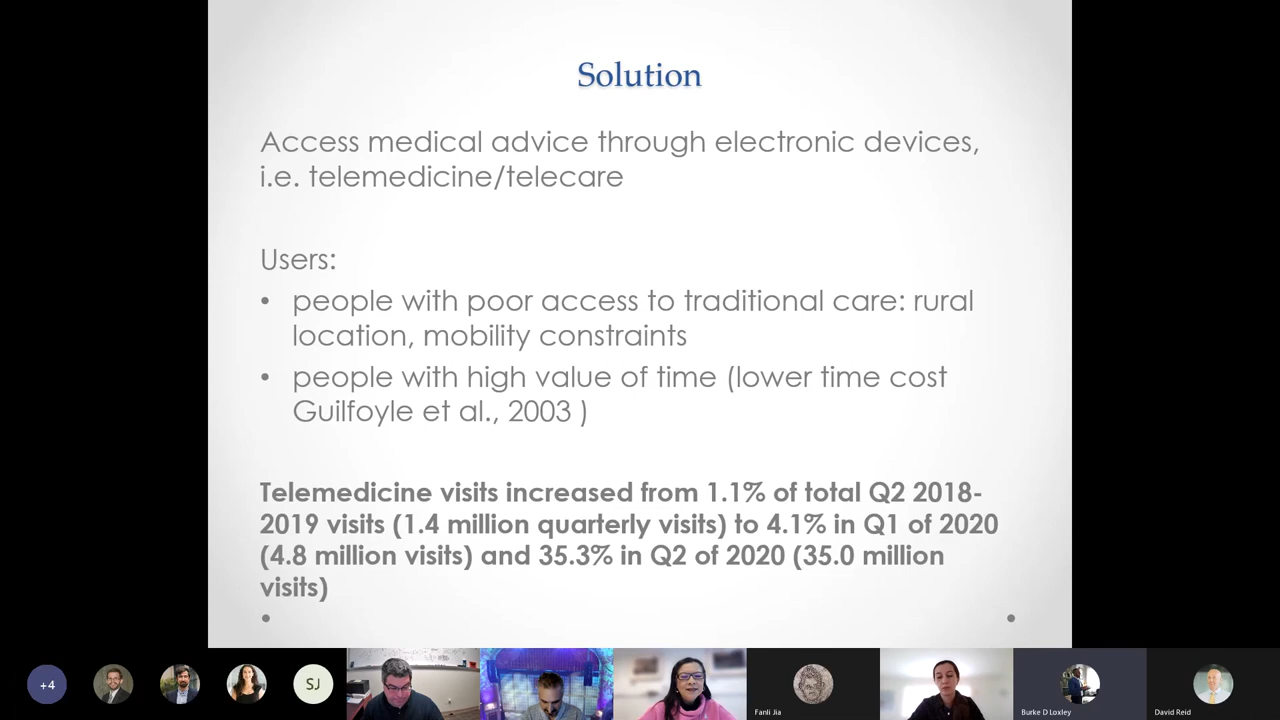 Solution
Access medical advice through electronic devices,
i.e. telemedicine/telecare
Users:
• people with poor access to traditional care: rural
location, mobility constraints
• people with high value of time (lower time cost
Guilfoyle et al., 2003 )
Telemedicine visits increased from 1.1% of total Q2 2018-
2019 visits (1.4 million quarterly visits) to 4.1% in Q1 of 2020
(4.8 million visits) and 35.3% in Q2 of 2020 (35.0 million
visits)
+4
SJ
Fanli Jia
Burke D Loxley
David Reid